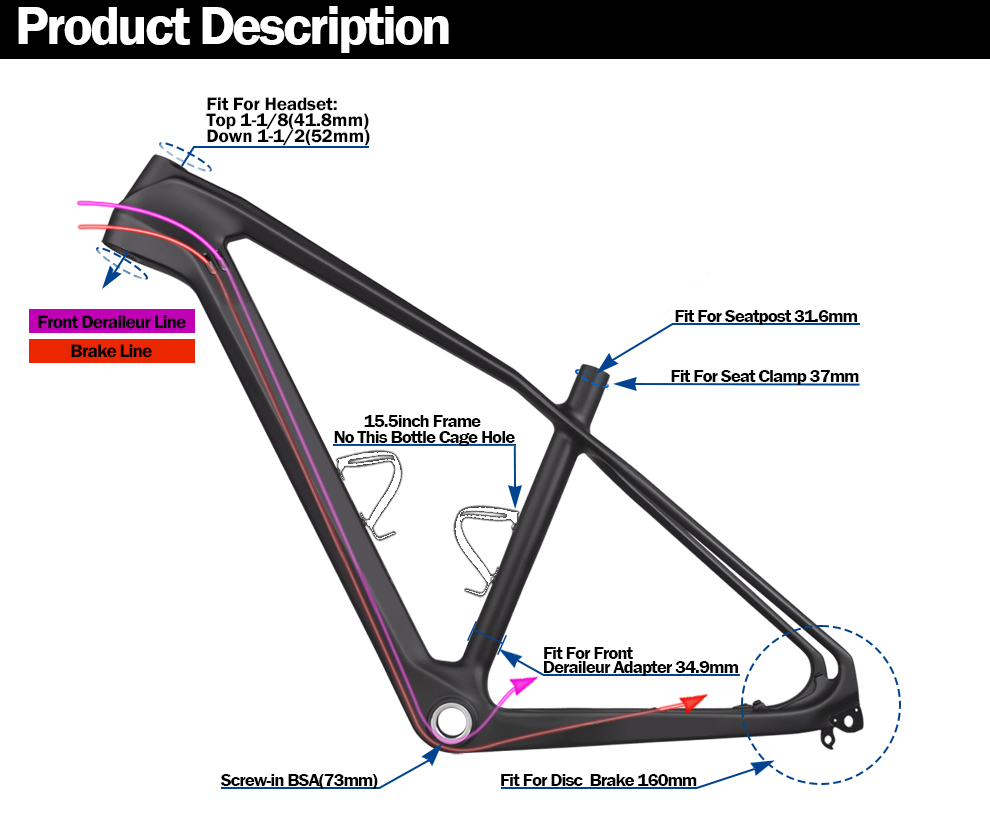 Product Description
Fit For Headset:
Top 1-1/8(41.8mm)
Down 1-1/2(52mm)
Front Deraileur Line
Brake Line
Fit For Seatpost 31.6mm
Fit For Seat Clamp 37mm
15.5inch Frame
No This Bottle Cage Hole
Fit For Front
Deraileur Adapter 34.9mm
Screw-in BSA(73mm)
Fit For Disc Brake 160mm